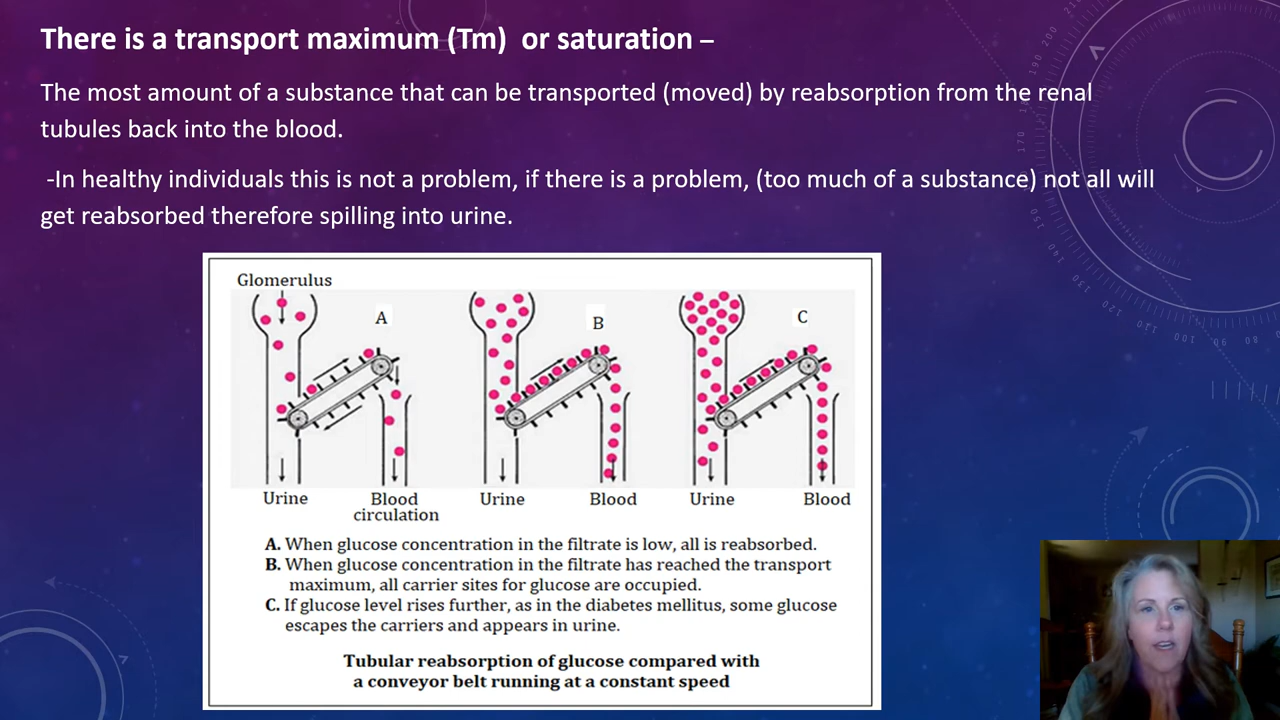 There is a transport maximum (Tm)  or saturation –
The most amount of a substance that can be transported (moved) by reabsorption from the renal
tubules back into the blood.
-In healthy individuals this is not a problem, if there is a problem, (too much of a substance) not all will
get reabsorbed therefore spilling into urine.
Glomerulus
A
B
C
Urine
Blood
circulation
Urine
Blood
Urine
Blood
A. When glucose concentration in the filtrate is low, all is reabsorbed.
B. When glucose concentration in the filtrate has reached the transport
maximum, all carrier sites for glucose are occupied.
C. If glucose level rises further, as in the diabetes mellitus, some glucose
escapes the carriers and appears in urine.
Tubular reabsorption of glucose compared with
a conveyor belt running at a constant speed